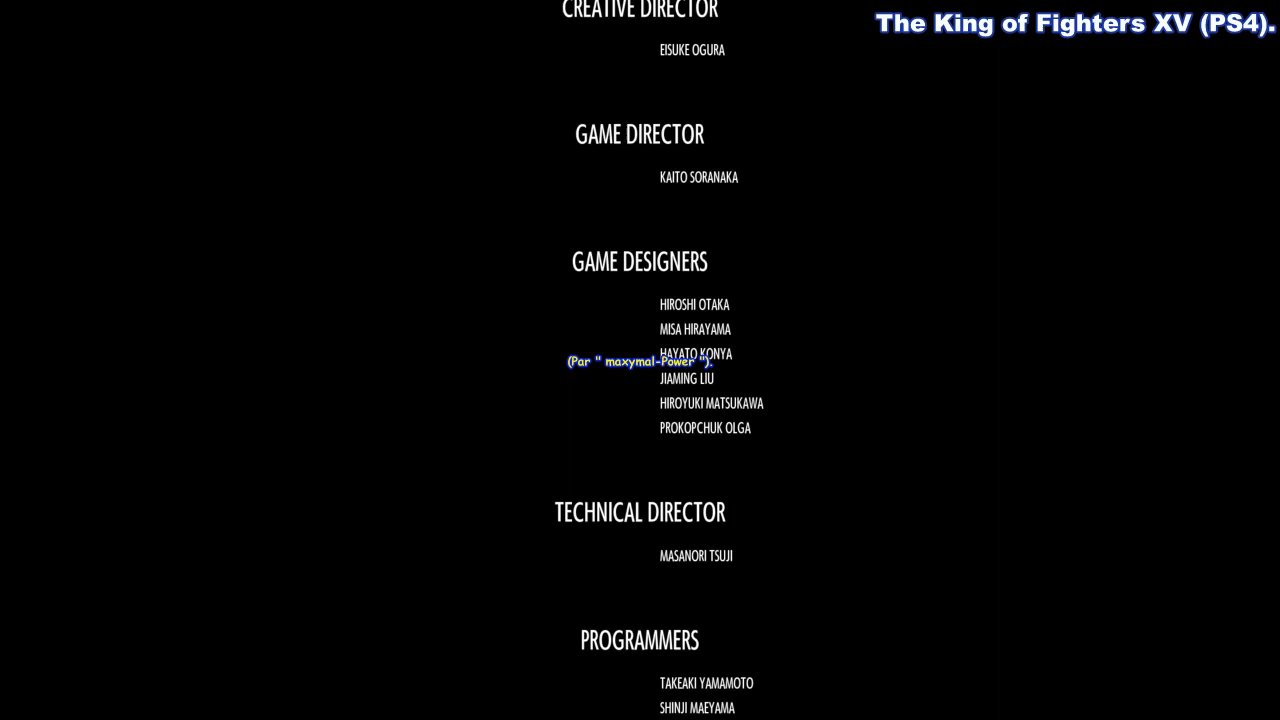 CREATIVE DIRECTOR
The King of Fighters XV (PS4).
EISUKE OGURA
GAME DIRECTOR
KAITO SORANAKA
GAME DESIGNERS
HIROSHI OTAKA
MISA HIRAYAMA
HAYATO KONYA
(Par " maxymal-Power ").
JIAMING LIU
HIROYUKI MATSUKAWA
PROKOPCHUK OLGA
TECHNICAL DIRECTOR
MASANORI TSUJI
PROGRAMMERS
TAKEAKI YAMAMOTO
SHINJI MAEYAMA